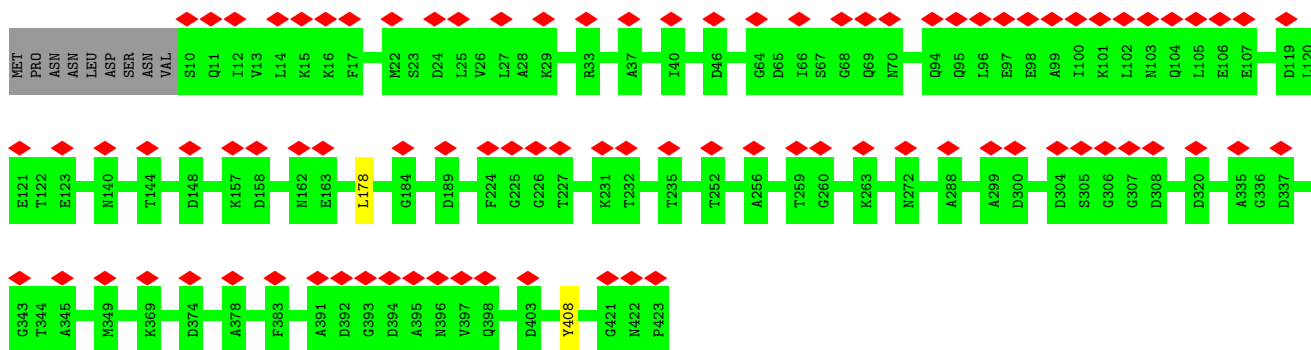 MET PRO ASN ASN LEU ASP SER ASN VAL S10 Q11 I12 V13 L14 K15 K16 F17 M22 S23 D24 L25 V26 L27 A28 K29 R33 A37 I40 D46 G64 D65 I66 S67 G68 Q69 N70 Q94 Q95 L96 E97 E98 A99 I100 K101 L102 N103 Q104 L105 E106 E107 D119 L120
E121 T122 E123 N140 T144 D148 K157 D158 N162 E163 L178 G184 D189 F224 G225 G226 T227 K231 T232 T235 T252 A256 T259 G260 K263 N272 A288 A299 D300 D304 S305 G306 G307 D308 D320 A335 G336 D337
G343 T344 A345 M349 K369 D374 A378 F383 A391 D392 G393 D394 A395 N396 V397 Q398 D403 Y408 G421 N422 P423